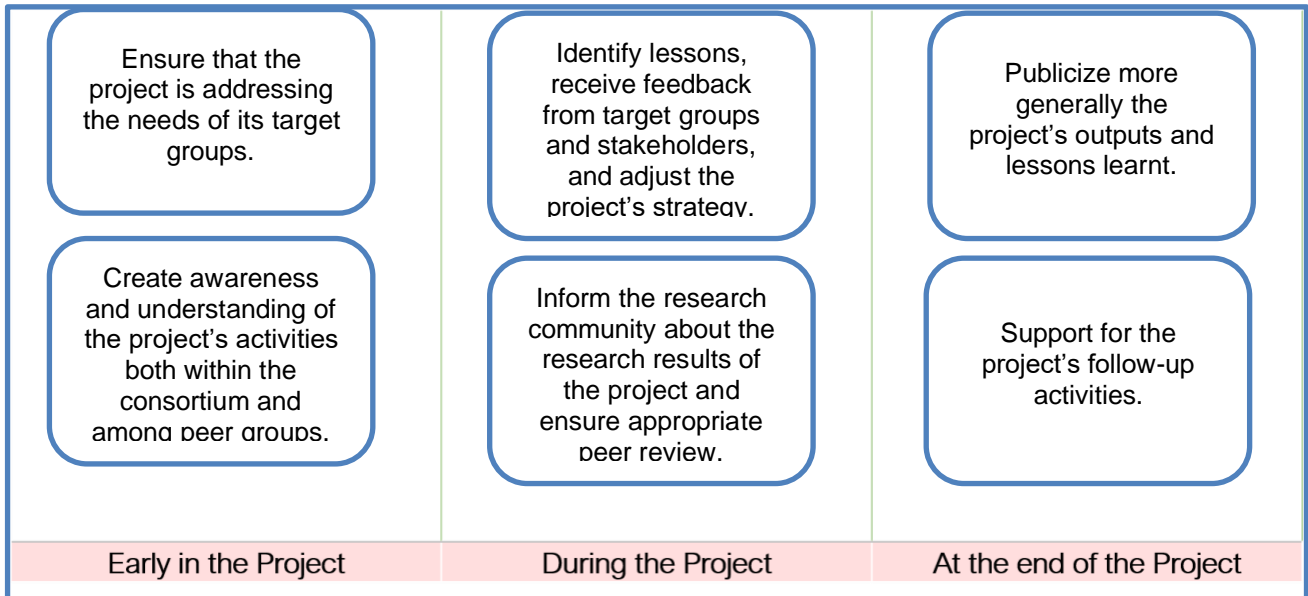 Ensure that the
project is addressing
the needs of its target
groups.
Create awareness
and understanding of
the project's activities
both within the
consortium and
among peer groups.
Identify lessons,
receive feedback
from target groups
and stakeholders,
and adjust the
project's strategy.
Inform the research
community about the
research results of
the project and
ensure appropriate
peer review.
Publicize more
generally the
project's outputs and
lessons learnt.
Support for the
project's follow-up
activities.
Early in the Project
During the Project
At the end of the Project